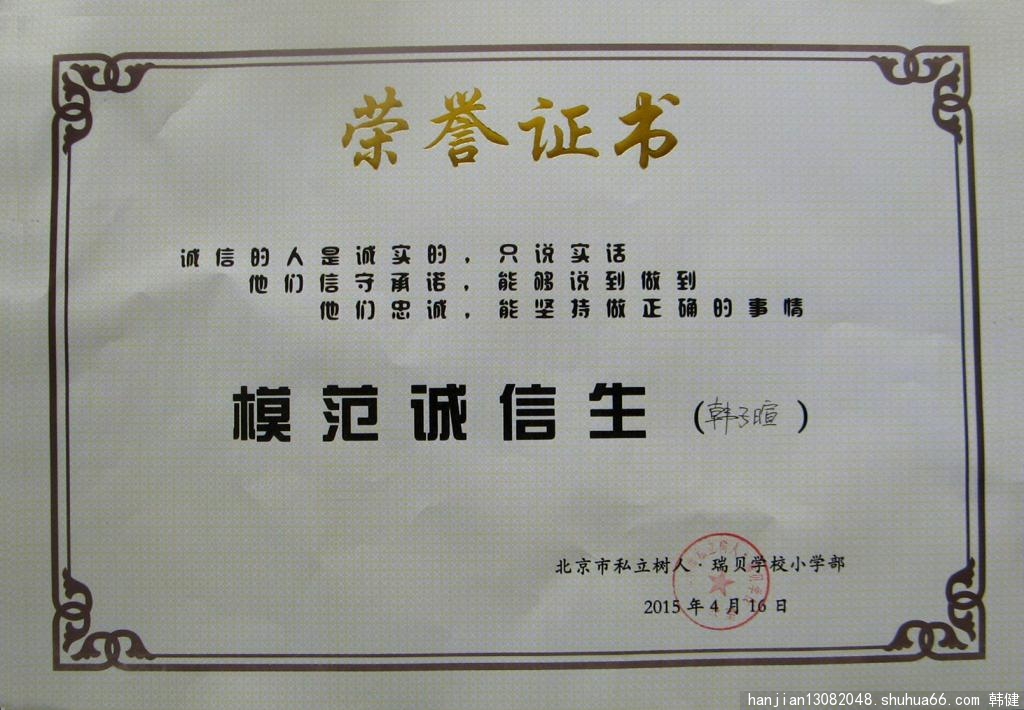 荣誉证书
诚信的人是诚实的，只说实话
他们信守承诺，能够说到做到
他们忠诚，能坚持做正确的事情
模范诚信生（韩子暄）
北京市私立树人·瑞贝学校小学部
2015年4月16日
hanjian13082048.shuhua66.com 韩健